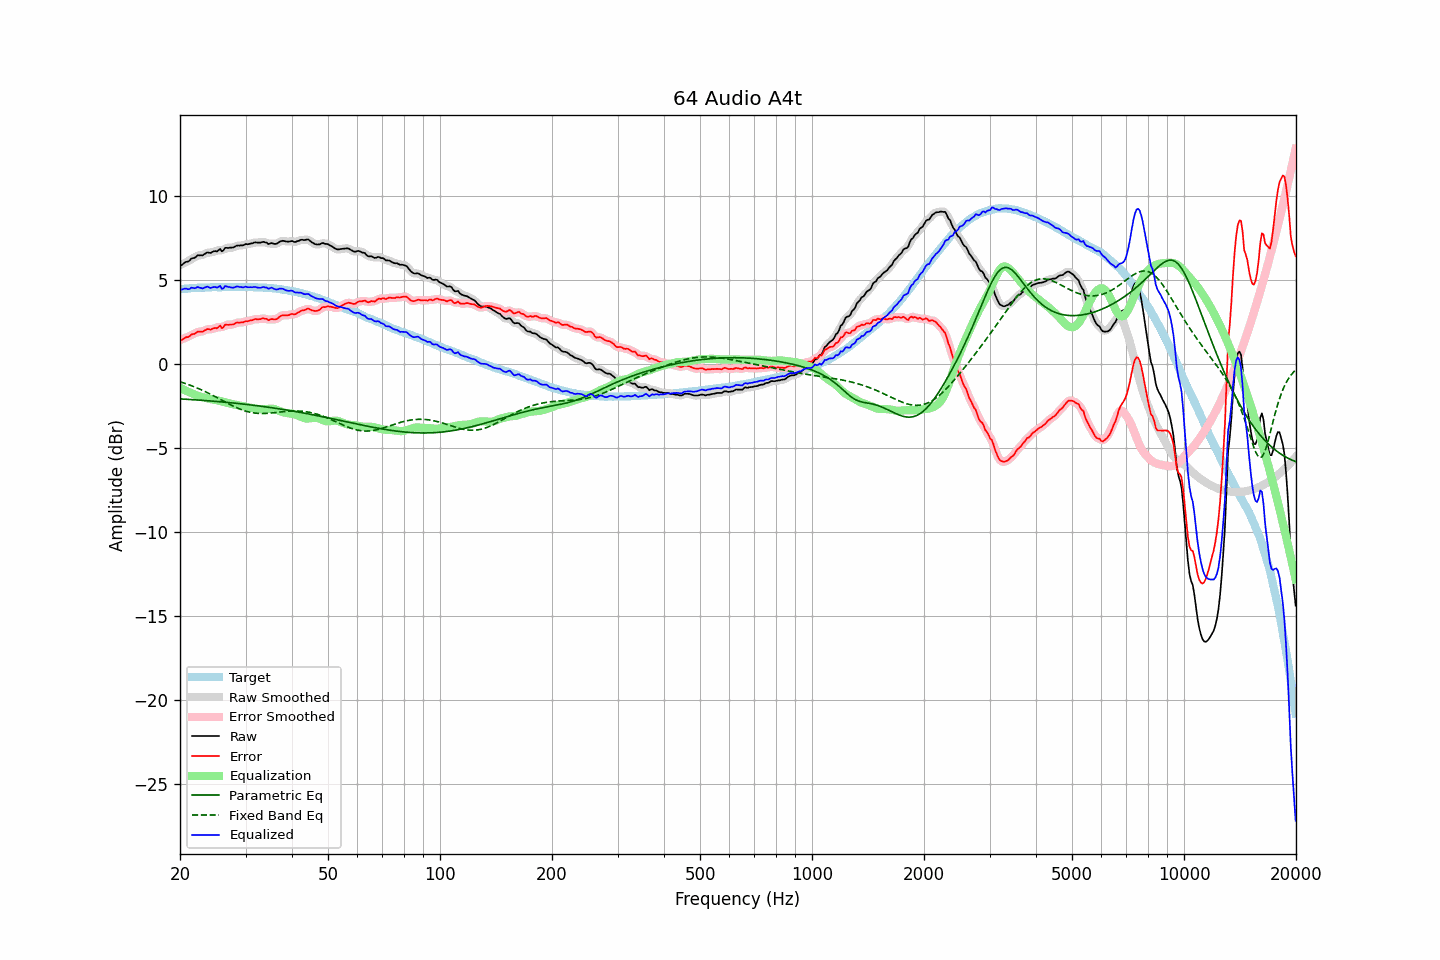 64 Audio A4t
Amplitude (dBr)
10
5
0
−5
−10
−15
−20
−25
Target
Raw Smoothed
Error Smoothed
Raw
Error
Equalization
Parametric Eq
Fixed Band Eq
Equalized
20 50 100 200 500 1000 2000 5000 10000 20000
Frequency (Hz)